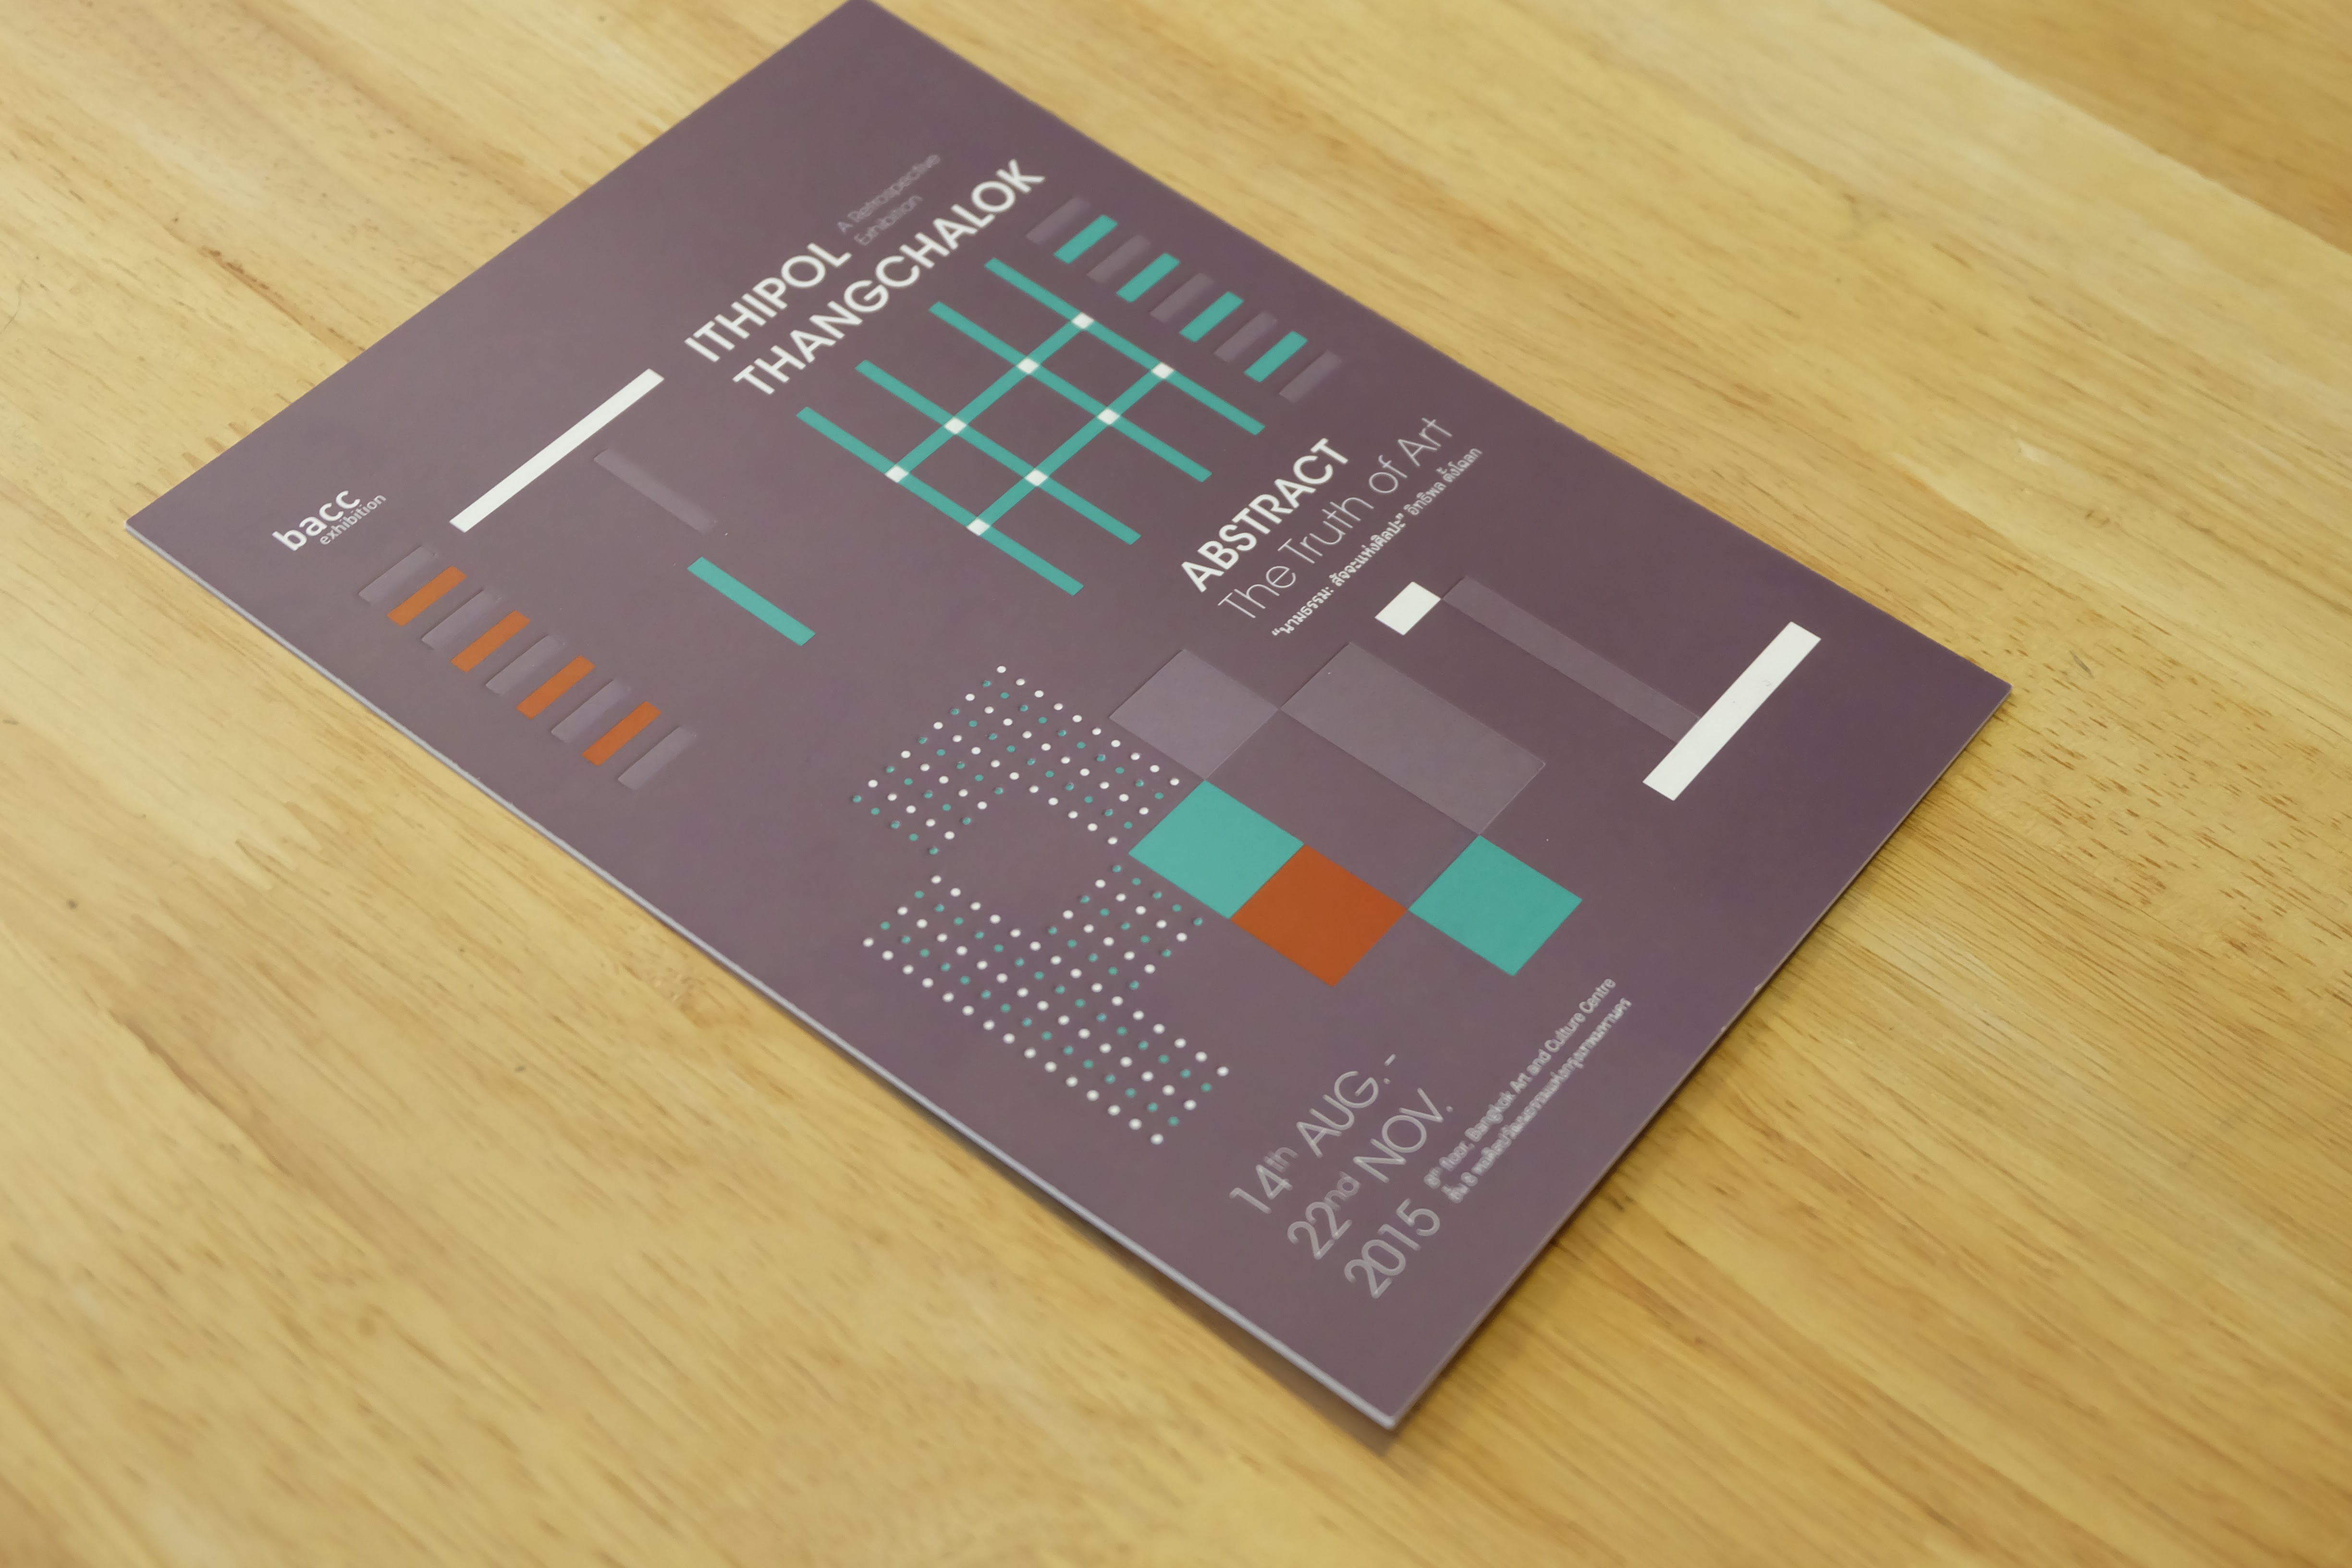 bacc
exhibition
ITHIPOL
A Retrospective
Exhibition
THANGCHALOK
ABSTRACT
The Truth of Art
“นามธรรม: สัจจะแห่งศิลปะ” อิทธิพล ตั้งโฉลก
14th AUG.-
22nd NOV.
2015
8th floor, Bangkok Art and Culture Centre
ชั้น 8 หอศิลปวัฒนธรรมแห่งกรุงเทพมหานคร